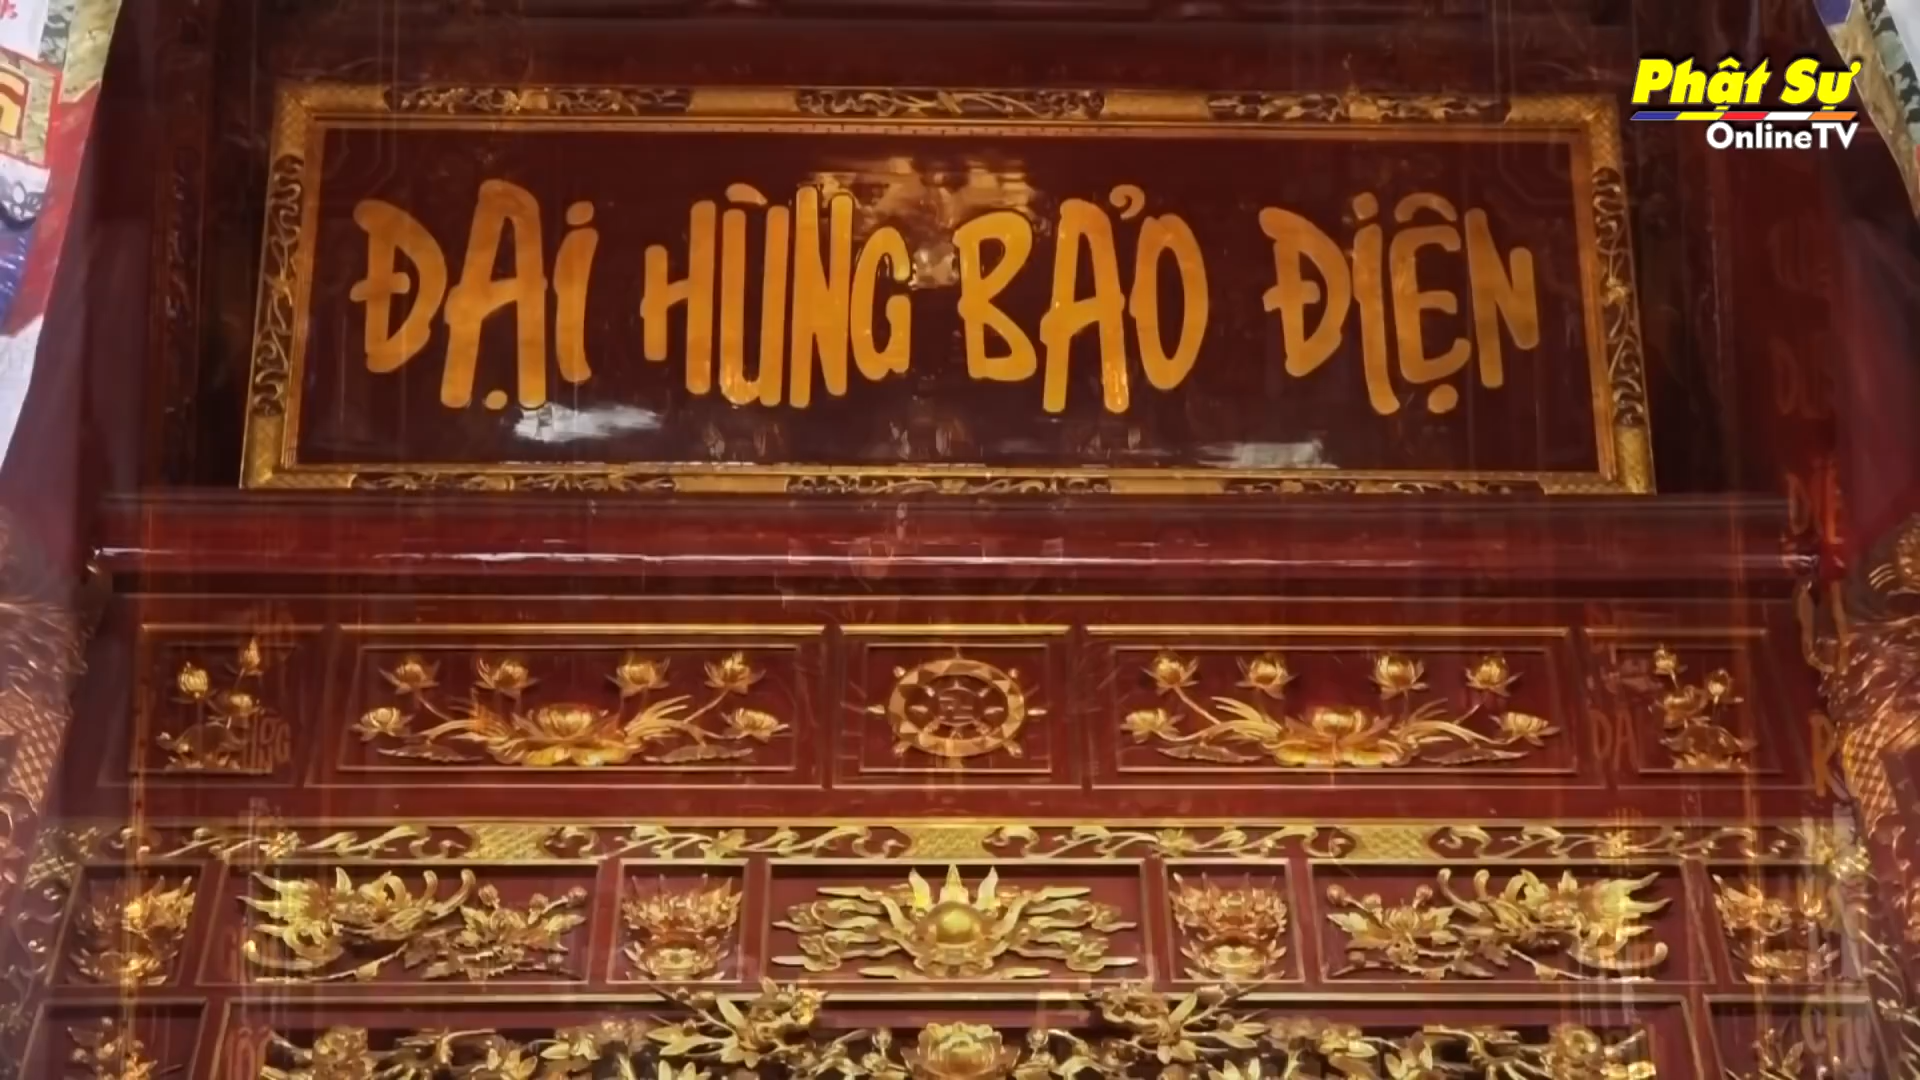 Phật Sự
OnlineTV
ĐẠI HÙNG BẢO ĐIỆN